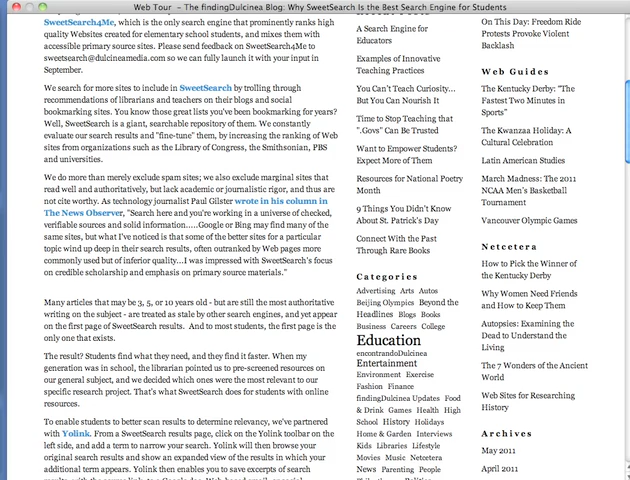 Web Tour - The findingDulcinea Blog: Why SweetSearch Is the Best Search Engine for Students
SweetSearch4Me, which is the only search engine that prominently ranks high
quality Websites created for elementary school students, and mixes them with
accessible primary source sites. Please send feedback on SweetSearch4Me to
sweetsearch@dulcineamedia.com so we can fully launch it with your input in
September.
We search for more sites to include in SweetSearch by trolling through
recommendations of librarians and teachers on their blogs and social
bookmarking sites. You know those great lists you've been bookmarking for years?
Well, SweetSearch is a giant, searchable repository of them. We constantly
evaluate our search results and "fine-tune" them, by increasing the ranking of Web
sites from organizations such as the Library of Congress, the Smithsonian, PBS
and universities.
We do more than merely exclude spam sites; we also exclude marginal sites that
read well and authoritatively, but lack academic or journalistic rigor, and thus are
not cite worthy. As technology journalist Paul Gilster wrote in his column in
The News Observer, "Search here and you're working in a universe of checked,
verifiable sources and solid information.....Google or Bing may find many of the
same sites, but what I've noticed is that some of the better sites for a particular
topic wind up deep in their search results, often outranked by Web pages more
commonly used but of inferior quality...I was impressed with SweetSearch's focus
on credible scholarship and emphasis on primary source materials."
Many articles that may be 3, 5, or 10 years old - but are still the most authoritative
writing on the subject - are treated as stale by other search engines, and yet appear
on the first page of SweetSearch results. And to most students, the first page is the
only one that exists.
The result? Students find what they need, and they find it faster. When my
generation was in school, the librarian pointed us to pre-screened resources on
our general subject, and we decided which ones were the most relevant to our
specific research project. That's what SweetSearch does for students with online
resources.
To enable students to better scan results to determine relevancy, we've partnered
with Yolink. From a SweetSearch results page, click on the Yolink toolbar on the
left side, and add a term to narrow your search. Yolink will then browse your
original search results and show an expanded view of the results in which your
additional term appears. Yolink then enables you to save excerpts of search
A Search Engine for
Educators
Examples of Innovative
Teaching Practices
You Can't Teach Curiosity...
But You Can Nourish It
Time to Stop Teaching that
".Govs" Can Be Trusted
Want to Empower Students?
Expect More of Them
Resources for National Poetry
Month
9 Things You Didn't Know
About St. Patrick's Day
Connect With the Past
Through Rare Books
Categories
Advertising Arts Autos
Beijing Olympics Beyond the
Headlines Blogs Books
Business Careers College
Education
encontrandoDulcinea
Entertainment
Environment Exercise
Fashion Finance
findingDulcinea Updates Food
& Drink Games Health High
School History Holidays
Home & Garden Interviews
Kids Libraries Lifestyle
Movies Music Netcetera
News Parenting People
On This Day: Freedom Ride
Protests Provoke Violent
Backlash
Web Guides
The Kentucky Derby: "The
Fastest Two Minutes in
Sports"
The Kwanzaa Holiday: A
Cultural Celebration
Latin American Studies
March Madness: The 2011
NCAA Men's Basketball
Tournament
Vancouver Olympic Games
Netcetera
How to Pick the Winner of
the Kentucky Derby
Why Women Need Friends
and How to Keep Them
Autopsies: Examining the
Dead to Understand the
Living
The 7 Wonders of the Ancient
World
Web Sites for Researching
History
Archives
May 2011
April 2011